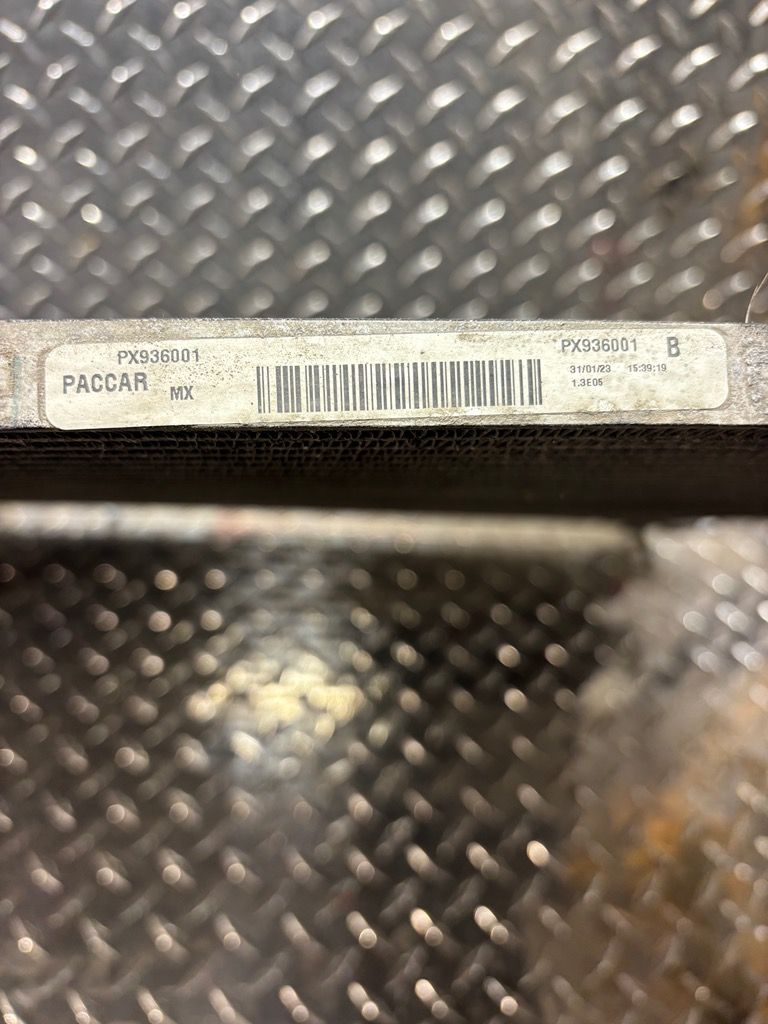 PX936001
PACCAR MX
PX936001 B
31/01/23 15:39:19
1.3E05